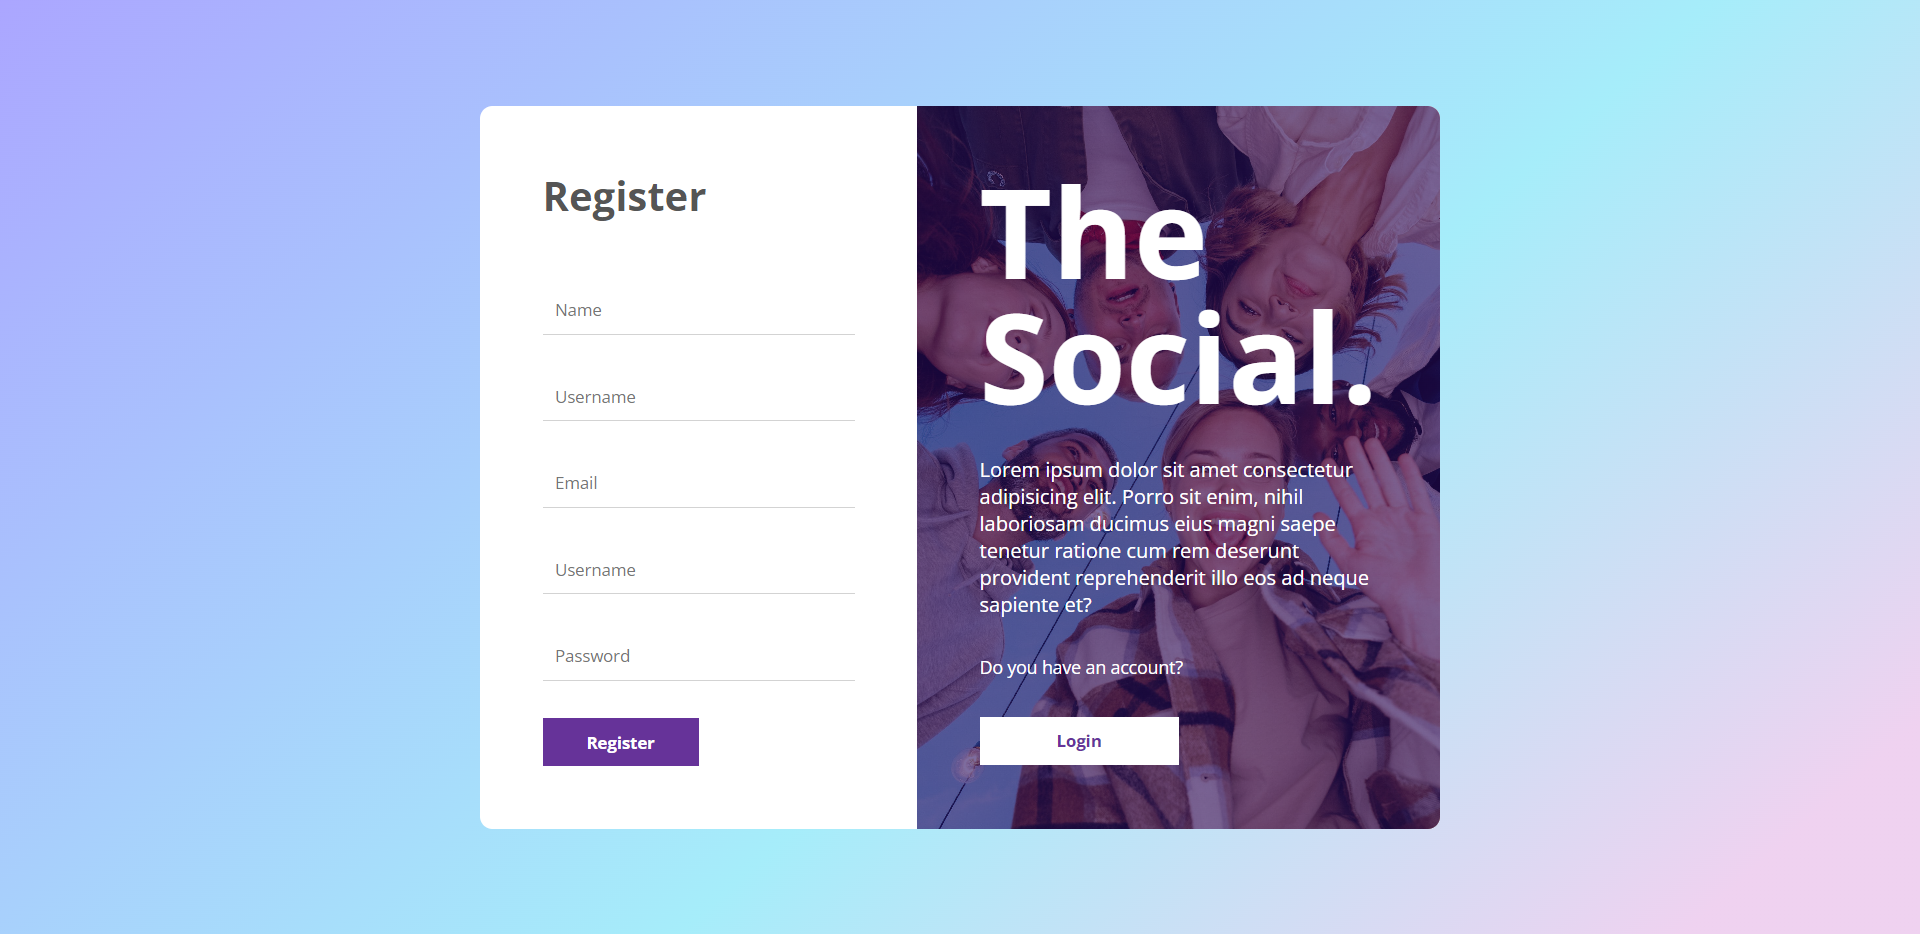 Register
Name
Username
Email
Username
Password
Register
The
Social.
Lorem ipsum dolor sit amet consectetur
adipisicing elit. Porro sit enim, nihil
laboriosam ducimus eius magni saepe
tenetur ratione cum rem deserunt
provident reprehenderit illo eos ad neque
sapiente et?
Do you have an account?
Login